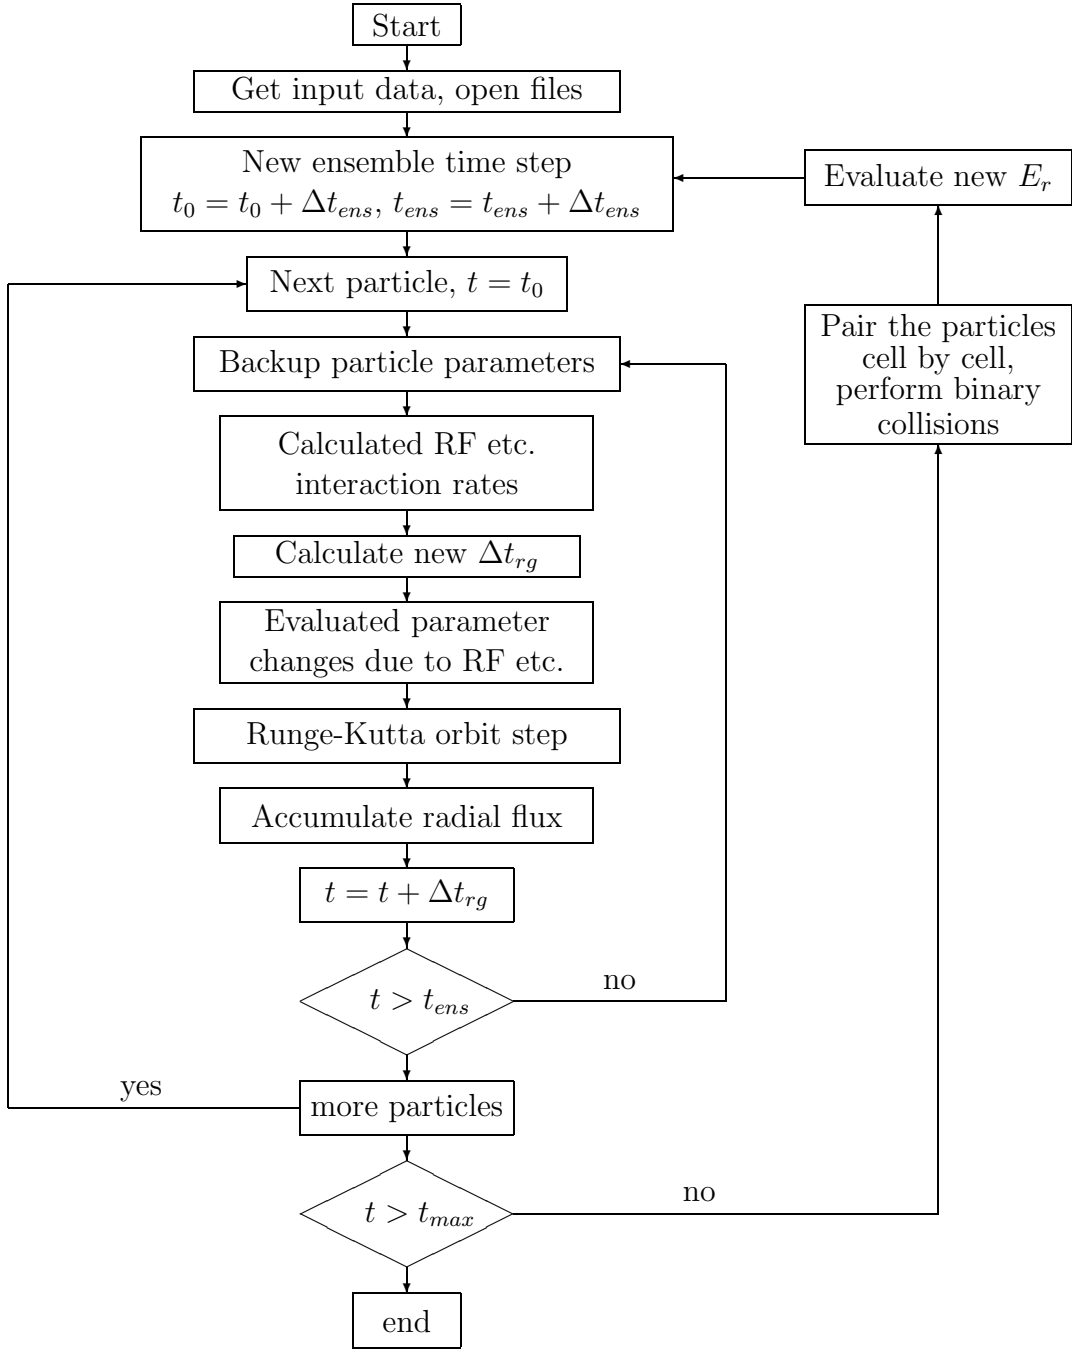 Start
Get input data, open files
New ensemble time step
t₀ = t₀ + Δt_ens, t_ens = t_ens + Δt_ens
Evaluate new E_r
Next particle, t = t₀
Pair the particles
cell by cell,
perform binary
collisions
Backup particle parameters
Calculated RF etc.
interaction rates
Calculate new Δt_rg
Evaluated parameter
changes due to RF etc.
Runge-Kutta orbit step
Accumulate radial flux
t = t + Δt_rg
t > t_ens
no
yes
more particles
t > t_max
no
end